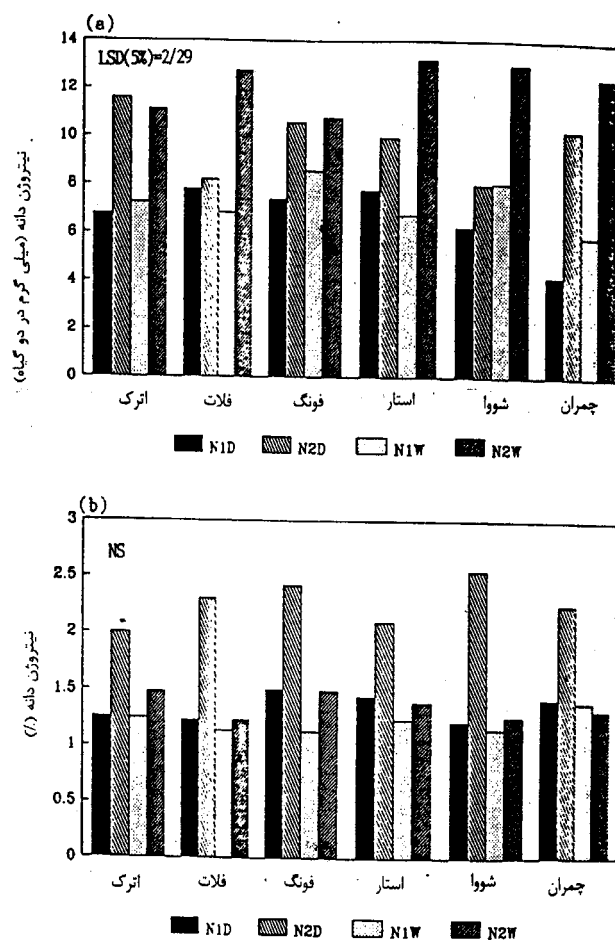 (a)
LSD(5%)=2/29
نیتروژن دانه (میلی گرم در دو گیاه)
14
12
10
8
6
4
2
0
اترک فلات فونگ استار شووا چمران
N1D N2D N1W N2W
(b)
NS
نیتروژن دانه (٪)
3
2.5
2
1.5
1
0.5
0
اترک فلات فونگ استار شووا چمران
N1D N2D N1W N2W